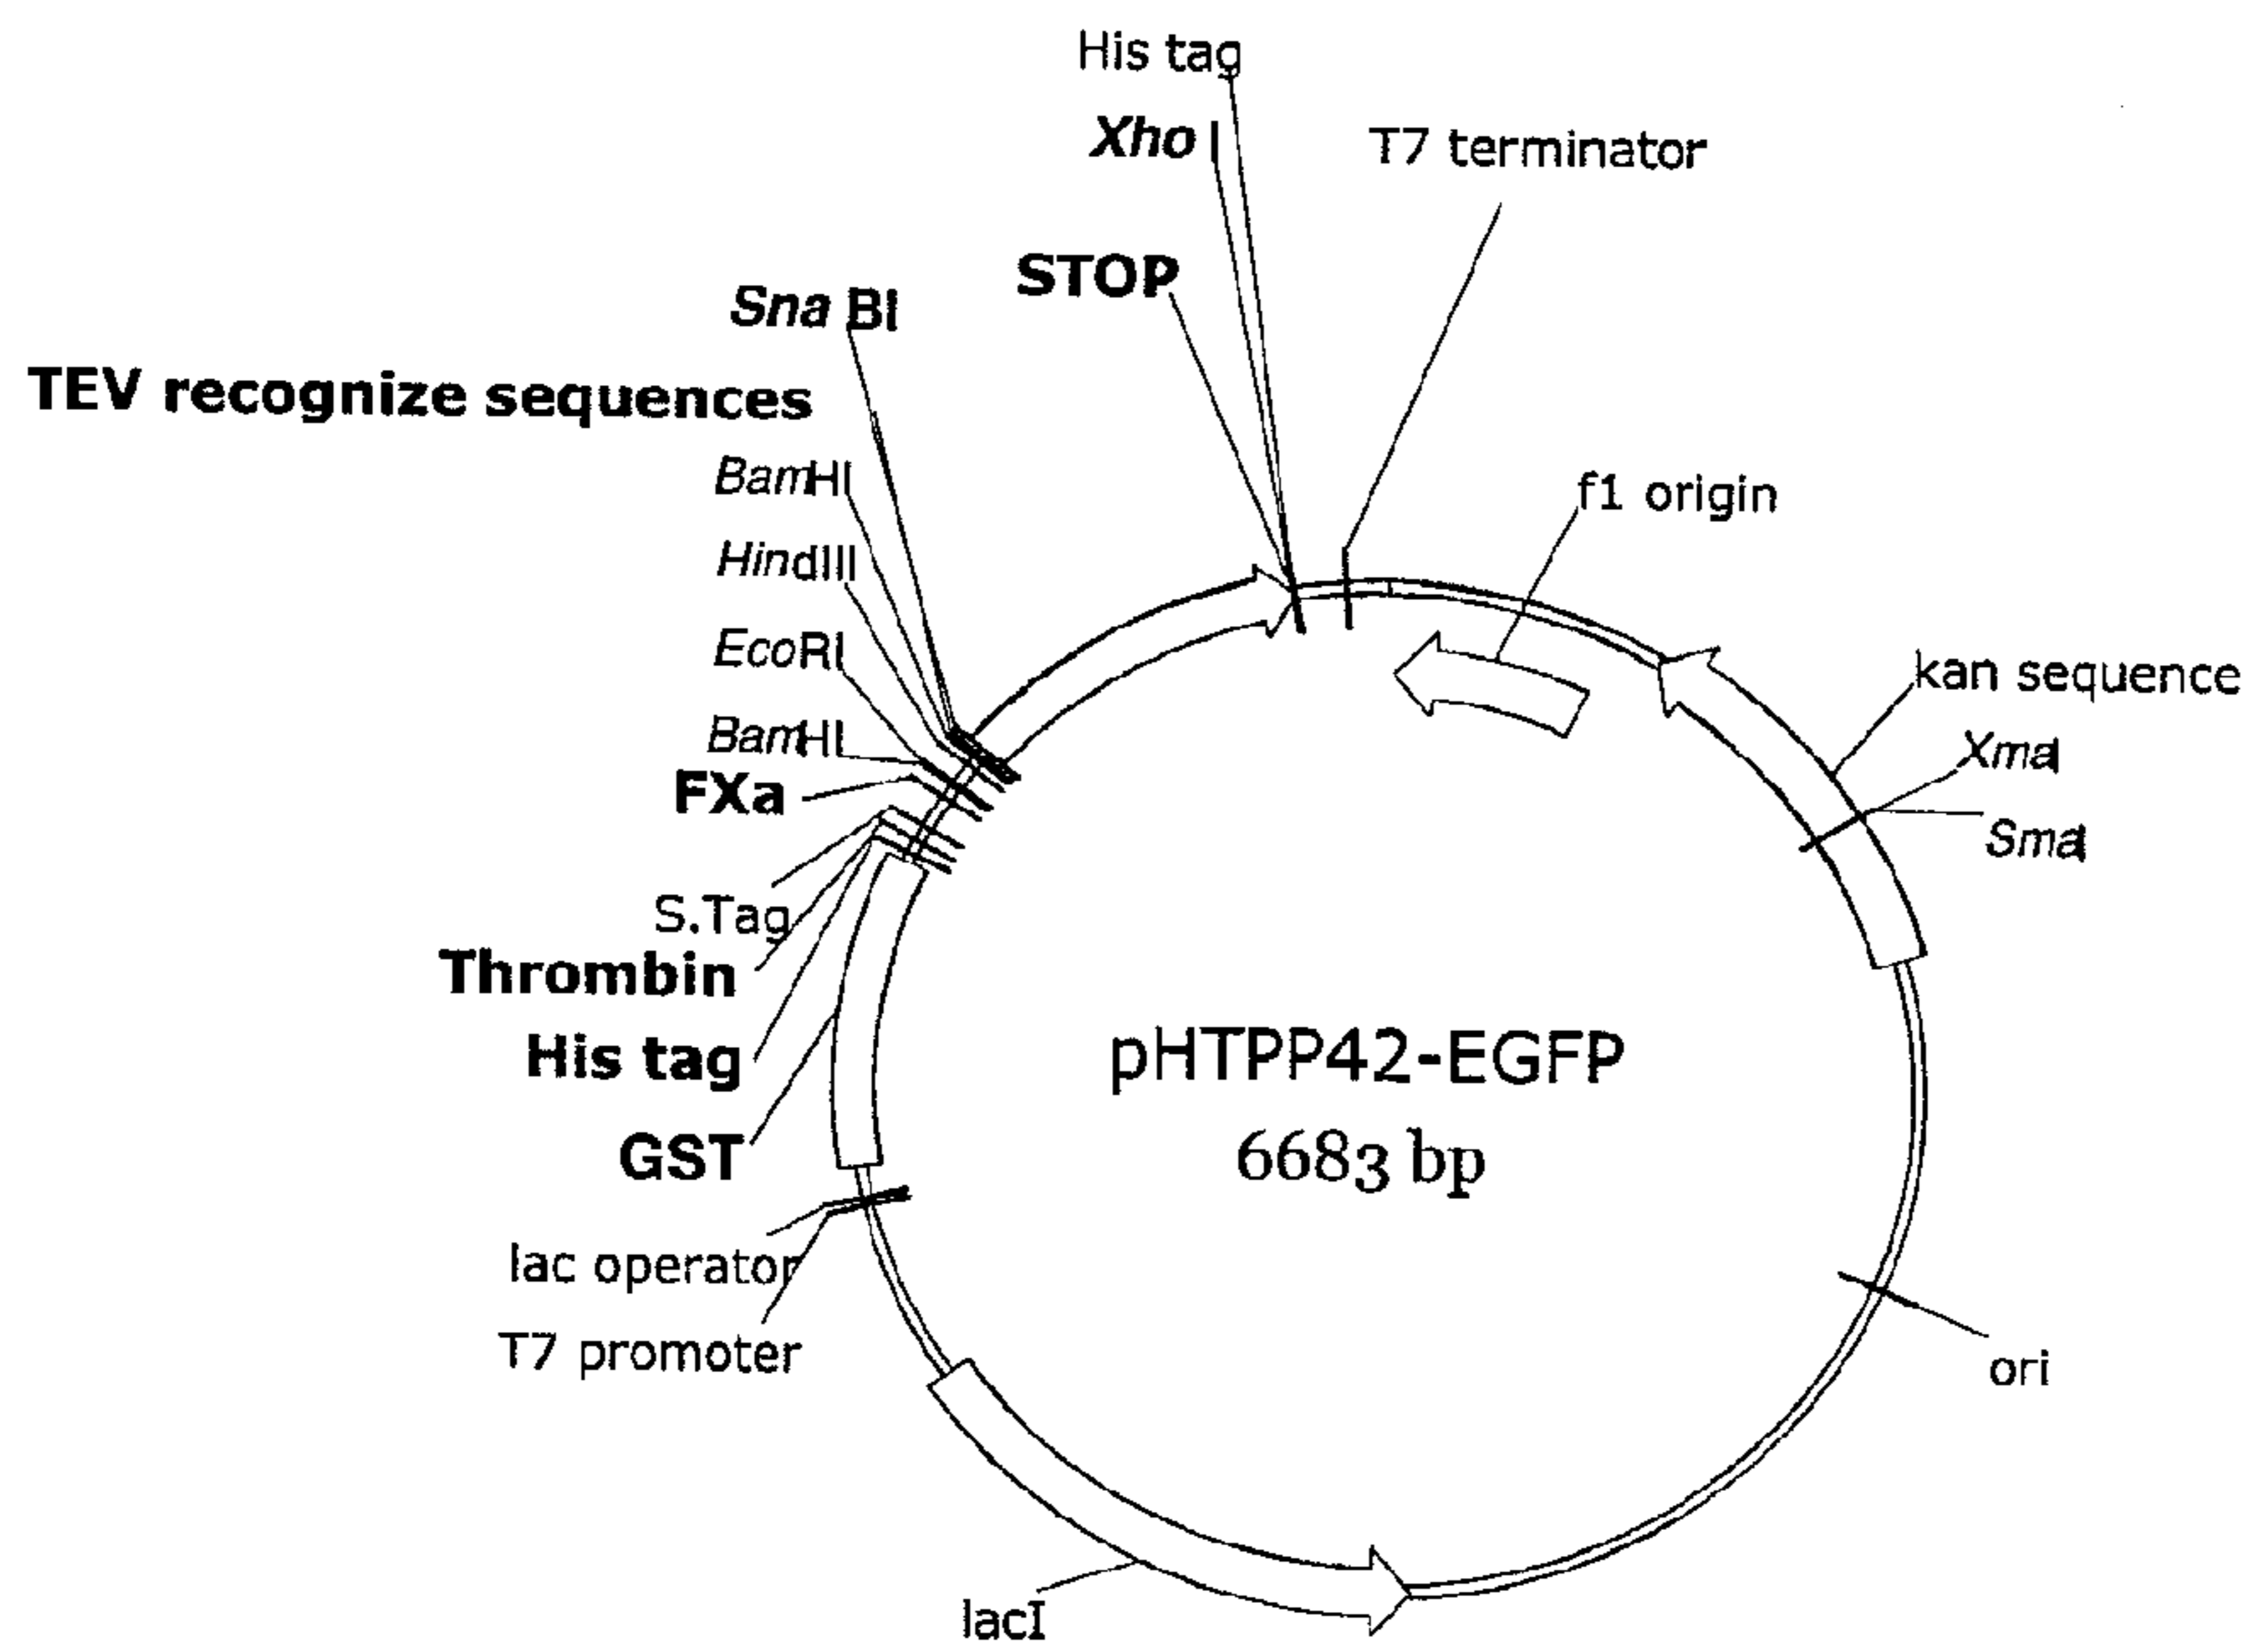 His tag
Xho I
T7 terminator
STOP
Sna BI
TEV recognize sequences
BamHI
f1 origin
HindIII
EcoRI
kan sequence
BamHI
XmaI
FXa
SmaI
S.Tag
Thrombin
His tag
pHTPP42-EGFP
GST
6683 bp
lac operator
T7 promoter
ori
lacI